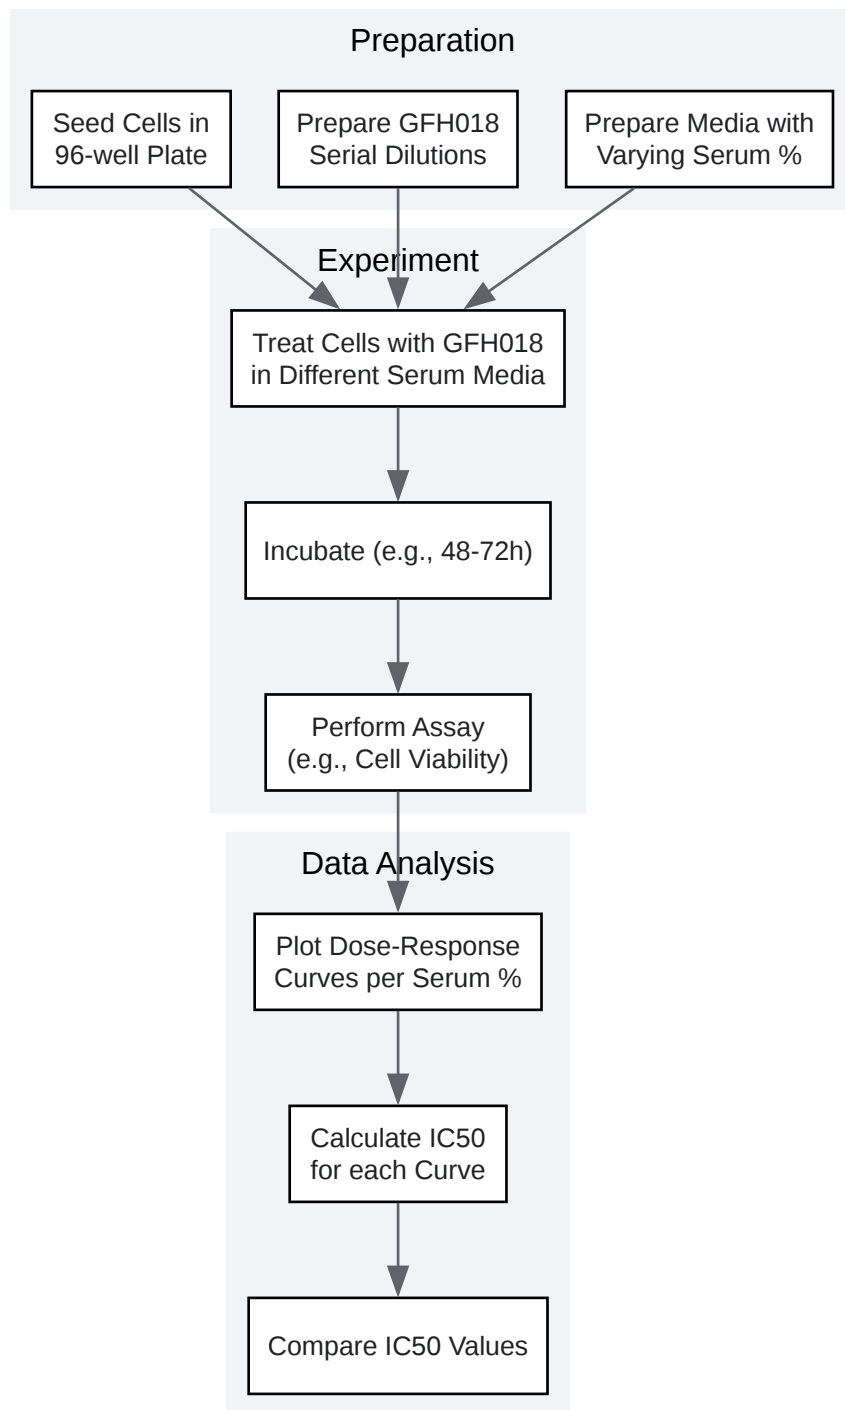 Preparation
Seed Cells in
96-well Plate
Prepare GFH018
Serial Dilutions
Prepare Media with
Varying Serum %
Experiment
Treat Cells with GFH018
in Different Serum Media
Incubate (e.g., 48-72h)
Perform Assay
(e.g., Cell Viability)
Data Analysis
Plot Dose-Response
Curves per Serum %
Calculate IC50
for each Curve
Compare IC50 Values